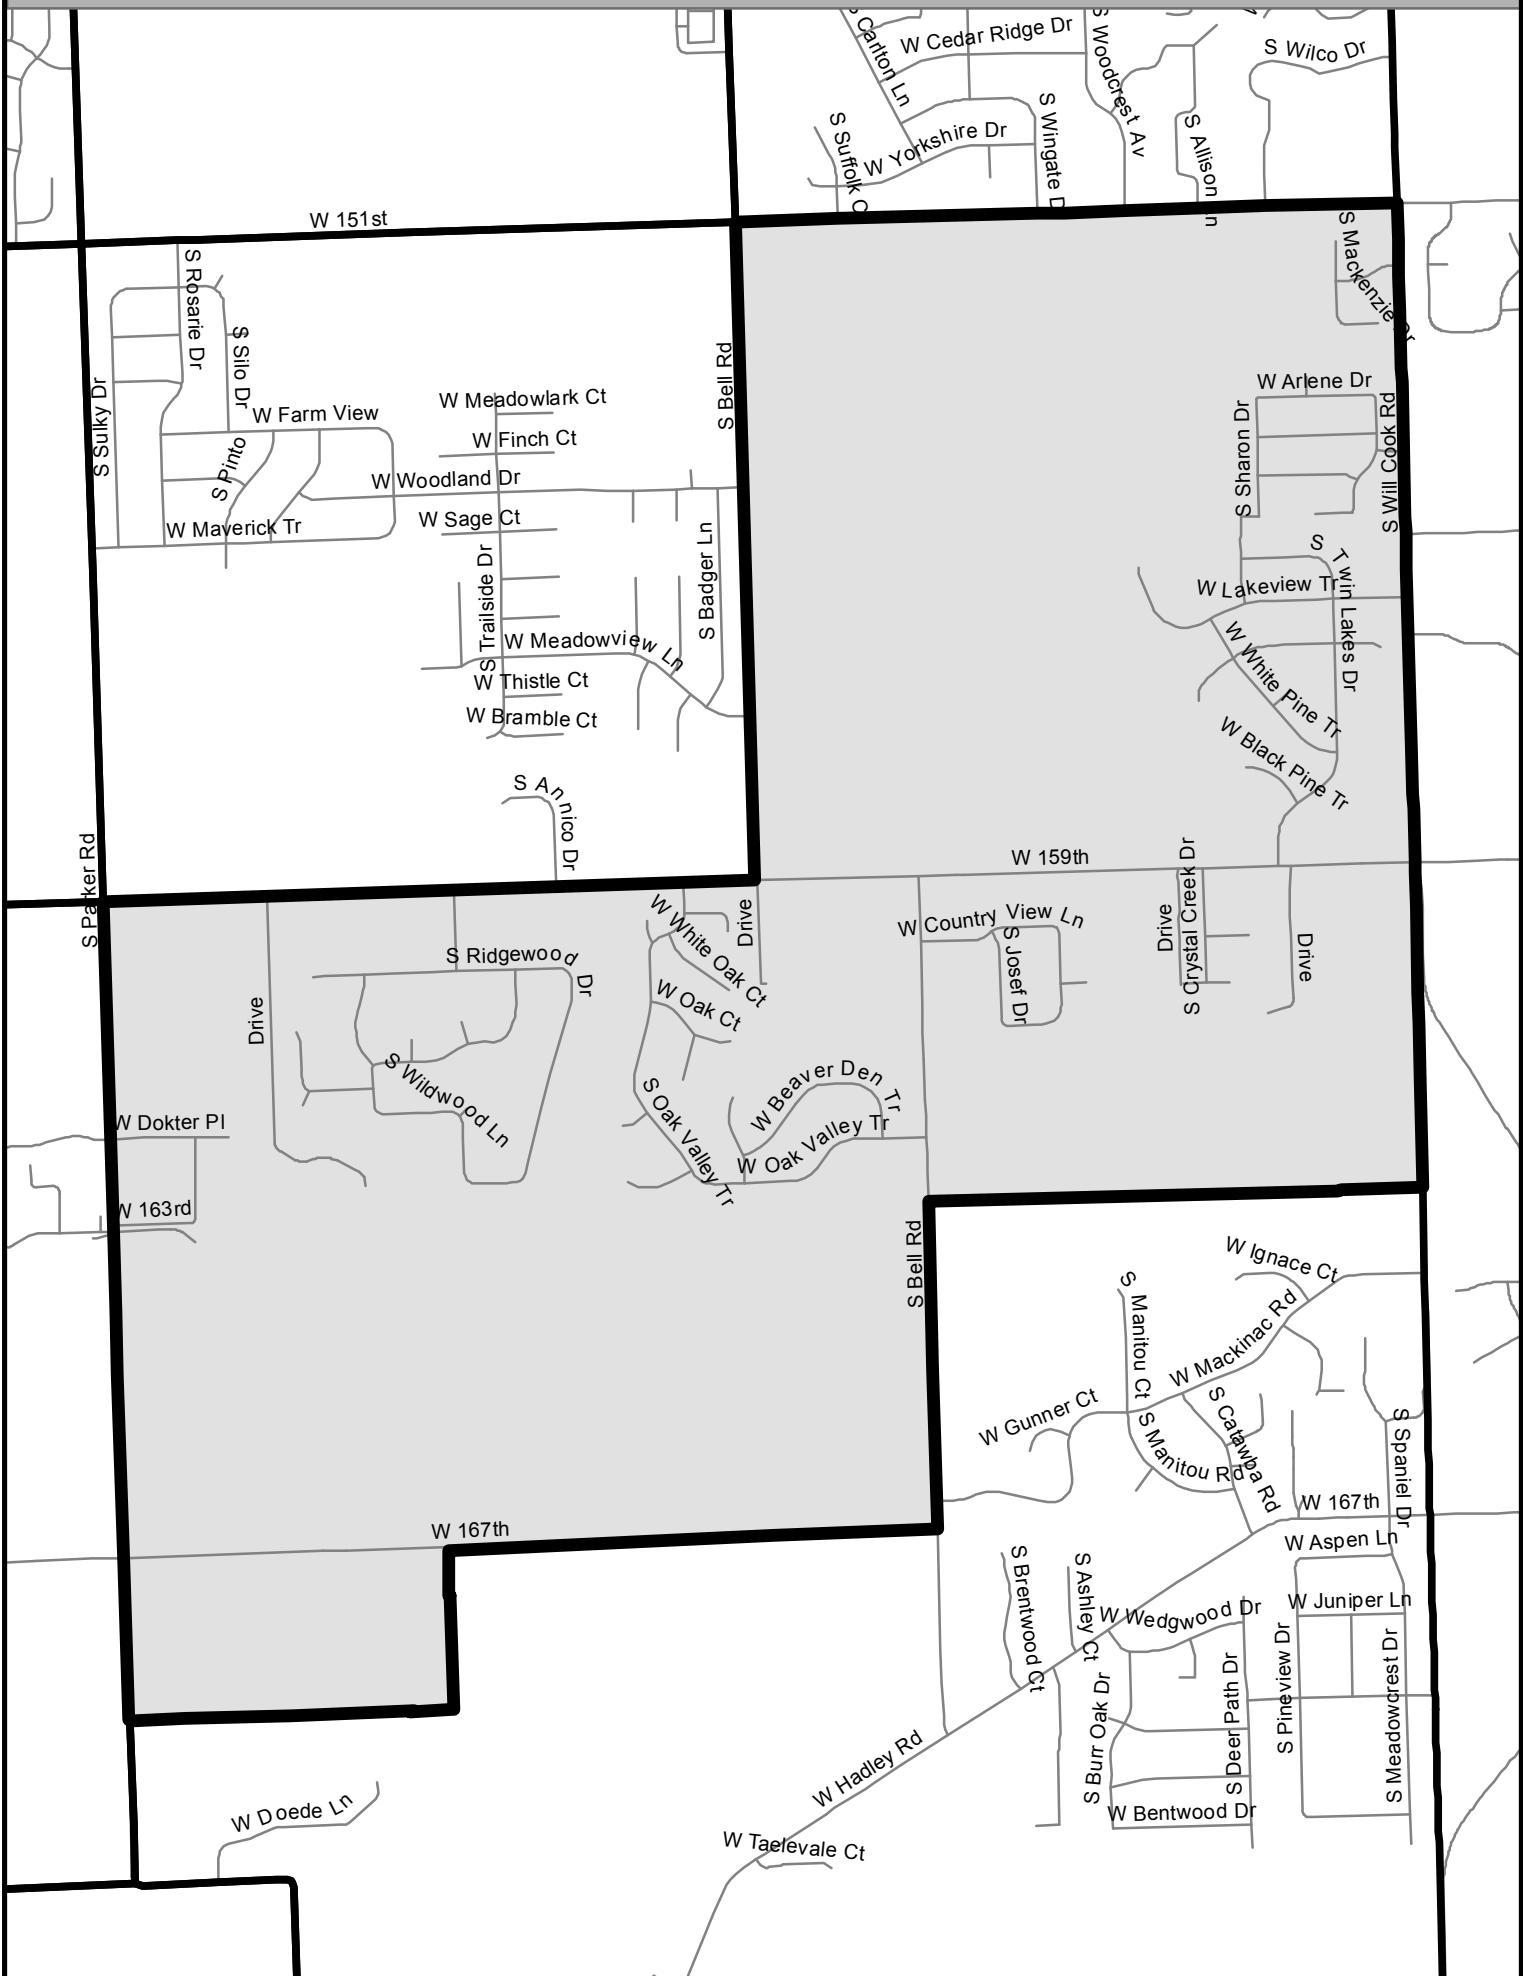 S Carlton Ln
W Cedar Ridge Dr
S Woodcrest Av
S Wilco Dr
S Suffolk C
W Yorkshire Dr
S Wingate D
S Allison Ln
W 151st
S Mackenzie Dr
S Rosarie Dr
S Silo Dr
S Sulky Dr
W Farm View
S Pinto
W Maverick Tr
W Meadowlark Ct
W Finch Ct
W Woodland Dr
W Sage Ct
S Bell Rd
S Trailside Dr
S Badger Ln
W Meadowview Ln
W Thistle Ct
W Bramble Ct
S Annico Dr
W Arlene Dr
S Sharon Dr
S Will Cook Rd
S Twin Lakes Dr
W Lakeview Tr
W White Pine Tr
W Black Pine Tr
W 159th
S Parker Rd
S Ridgewood Dr
Drive
W White Oak Ct
Drive
W Oak Ct
W Country View Ln
S Josef Dr
Drive
S Crystal Creek Dr
Drive
S Wildwood Ln
S Oak Valley Tr
W Beaver Den Tr
W Oak Valley Tr
W Dokter Pl
W 163rd
S Bell Rd
W Ignace Ct
S Manitou Ct
W Mackinac Rd
W Gunner Ct
S Manitou Rd
S Catawba Rd
S Spaniel Dr
W 167th
W 167th
W Aspen Ln
S Brentwood Ct
S Ashley Ct
W Wedgwood Dr
W Juniper Ln
S Burr Oak Dr
S Deer Path Dr
S Pineview Dr
S Meadowcrest Dr
W Hadley Rd
W Bentwood Dr
W Doede Ln
W Taelevale Ct